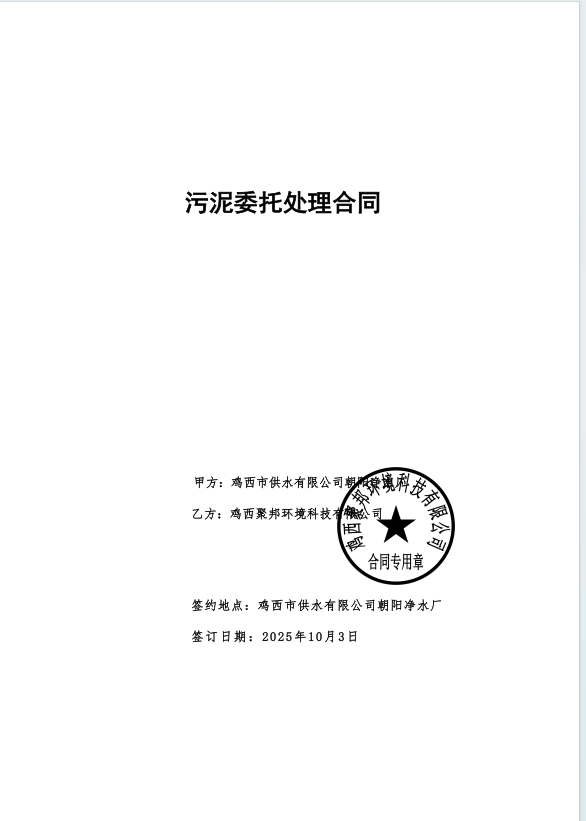 污泥委托处理合同
甲方：鸡西市供水有限公司朝阳净水厂
乙方：鸡西聚邦环境科技有限公司
鸡西聚邦环境科技有限公司
合同专用章
签约地点：鸡西市供水有限公司朝阳净水厂
签订日期：2025年10月3日